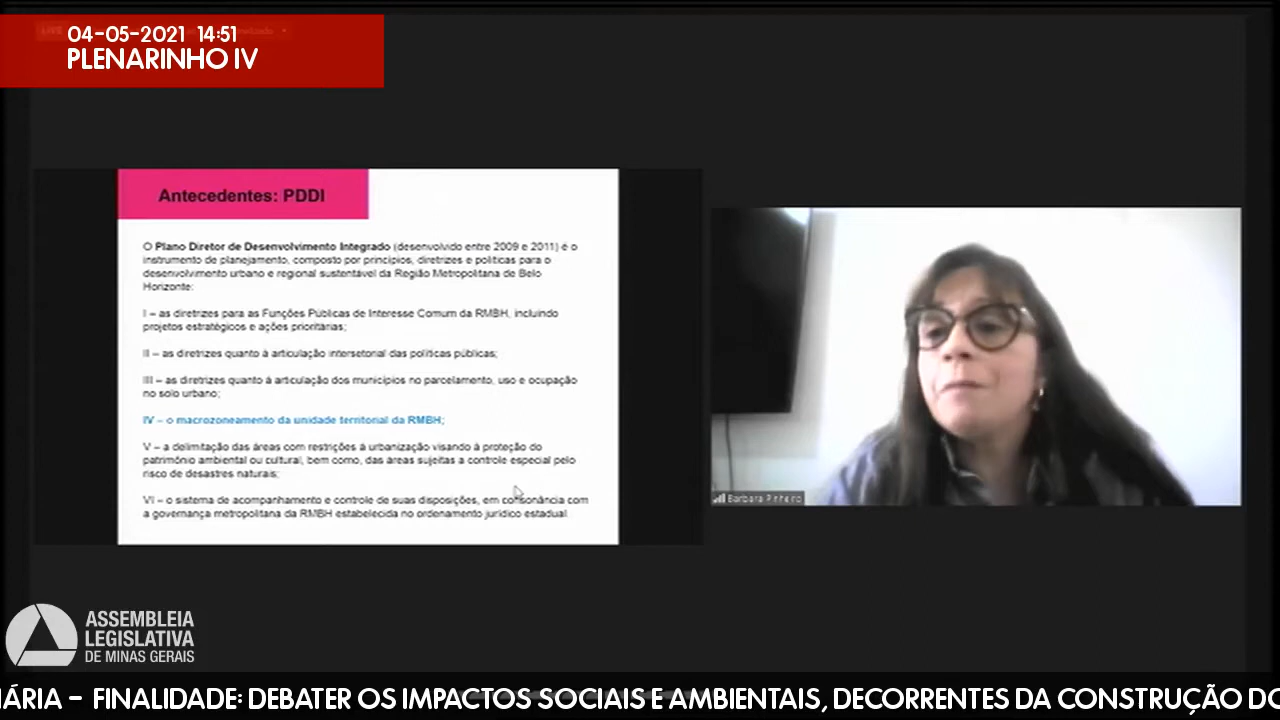 04-05-2021 14:51
PLENARINHO IV
Antecedentes: PDDI
O Plano Diretor de Desenvolvimento Integrado (desenvolvido entre 2009 e 2011) é o
instrumento de planejamento, composto por princípios, diretrizes e políticas para o
desenvolvimento urbano e regional sustentável da Região Metropolitana de Belo
Horizonte:
I – as diretrizes para as Funções Públicas de Interesse Comum da RMBH, incluindo
projetos estratégicos e ações prioritárias;
II – as diretrizes quanto à articulação intersetorial das políticas públicas;
III – as diretrizes quanto à articulação dos municípios no parcelamento, uso e ocupação
no solo urbano;
IV – o macrozoneamento da unidade territorial da RMBH;
V – a delimitação das áreas com restrições à urbanização visando à proteção do
patrimônio ambiental ou cultural, bem como, das áreas sujeitas a controle especial pelo
risco de desastres naturais;
VI – o sistema de acompanhamento e controle de suas disposições, em consonância com
a governança metropolitana da RMBH estabelecida no ordenamento jurídico estadual.
Barbara Pinheiro
ASSEMBLEIA
LEGISLATIVA
DE MINAS GERAIS
IÁRIA - FINALIDADE: DEBATER OS IMPACTOS SOCIAIS E AMBIENTAIS, DECORRENTES DA CONSTRUÇÃO DO